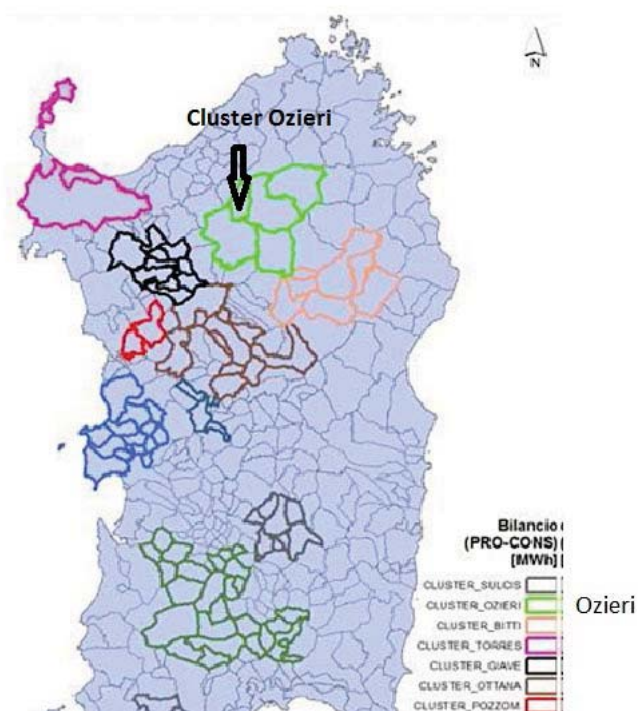 N
Cluster Ozieri
Bilancio
(PRO-CONS)
[MWh]
CLUSTER_SULCIS
CLUSTER_OZIERI
Ozieri
CLUSTER_BITTI
CLUSTER_TORRES
CLUSTER_GIAVE
CLUSTER_OTTANA
CLUSTER_POZZOM